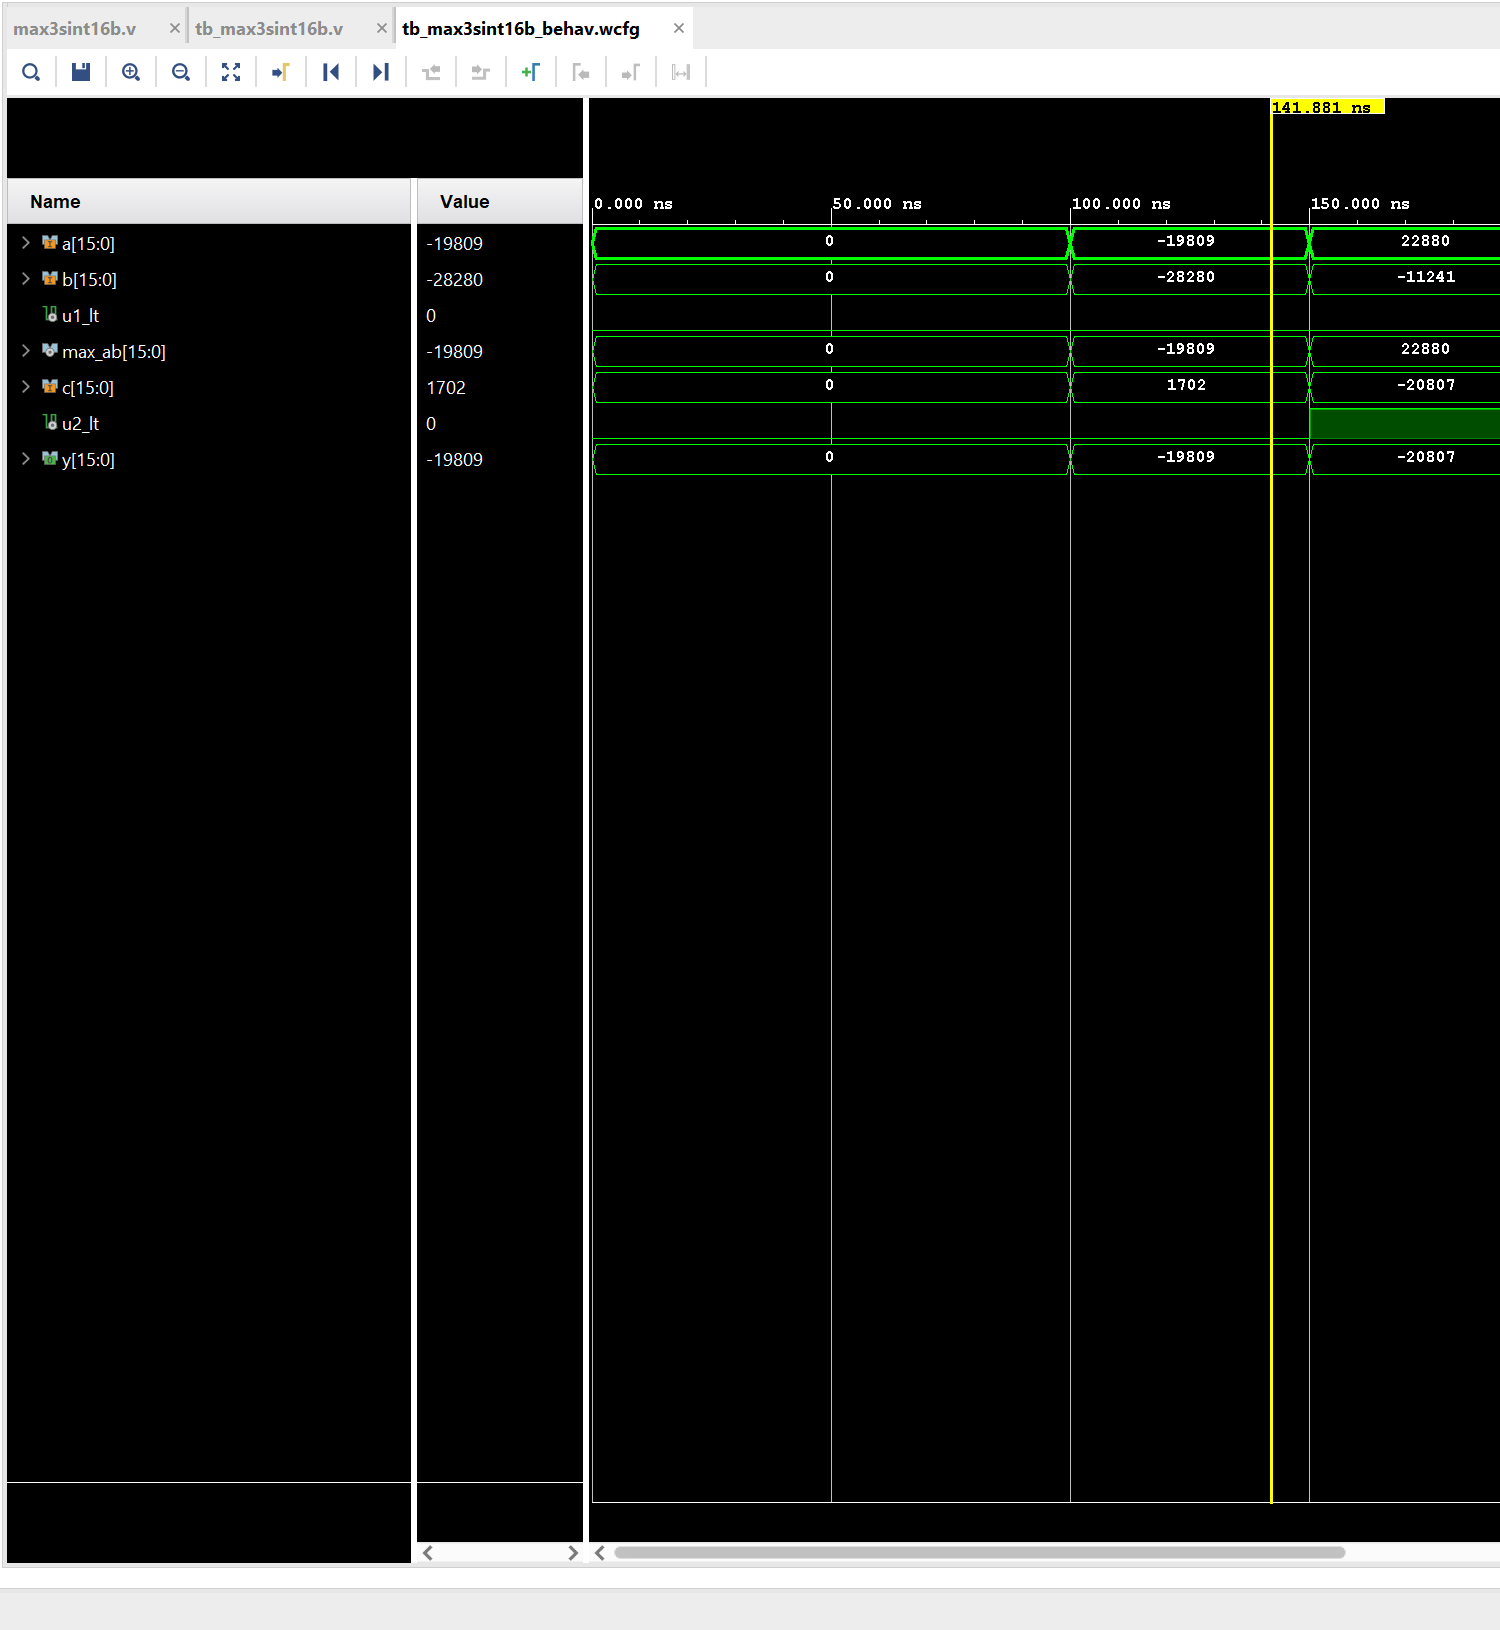 max3sint16b.v tb_max3sint16b.v tb_max3sint16b_behav.wcfg
141.881 ns
Name Value 0.000 ns 50.000 ns 100.000 ns 150.000 ns
a[15:0] -19809 0 -19809 22880
b[15:0] -28280 0 -28280 -11241
u1_lt 0
max_ab[15:0] -19809 0 -19809 22880
c[15:0] 1702 0 1702 -20807
u2_lt 0
y[15:0] -19809 0 -19809 -20807